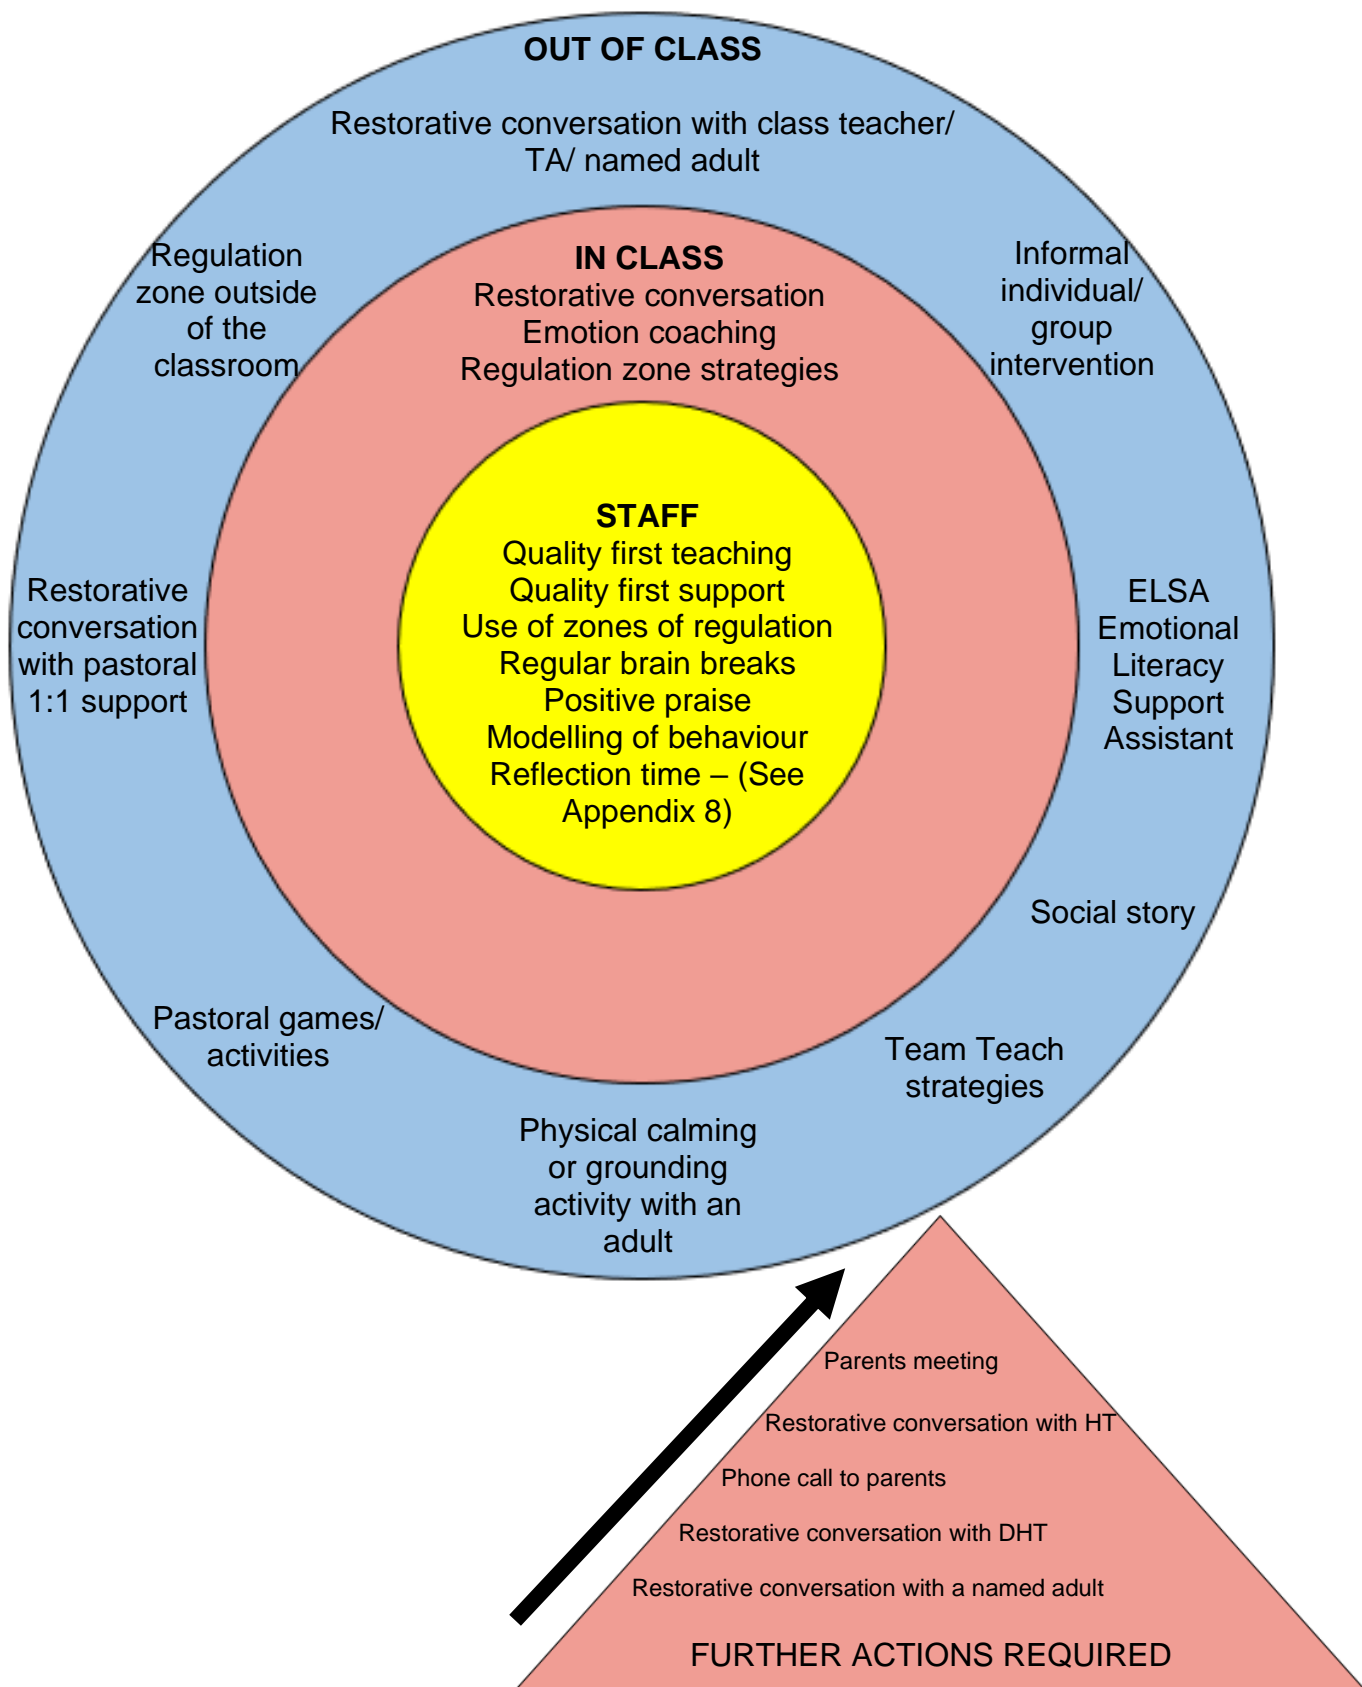 OUT OF CLASS
Restorative conversation with class teacher/
TA/ named adult
Regulation
zone outside
of the
classroom
IN CLASS
Restorative conversation
Emotion coaching
Regulation zone strategies
Informal
individual/
group
intervention
STAFF
Quality first teaching
Quality first support
Use of zones of regulation
Regular brain breaks
Positive praise
Modelling of behaviour
Reflection time – (See
Appendix 8)
Restorative
conversation
with pastoral
1:1 support
ELSA
Emotional
Literacy
Support
Assistant
Social story
Pastoral games/
activities
Team Teach
strategies
Physical calming
or grounding
activity with an
adult
Parents meeting
Restorative conversation with HT
Phone call to parents
Restorative conversation with DHT
Restorative conversation with a named adult
FURTHER ACTIONS REQUIRED